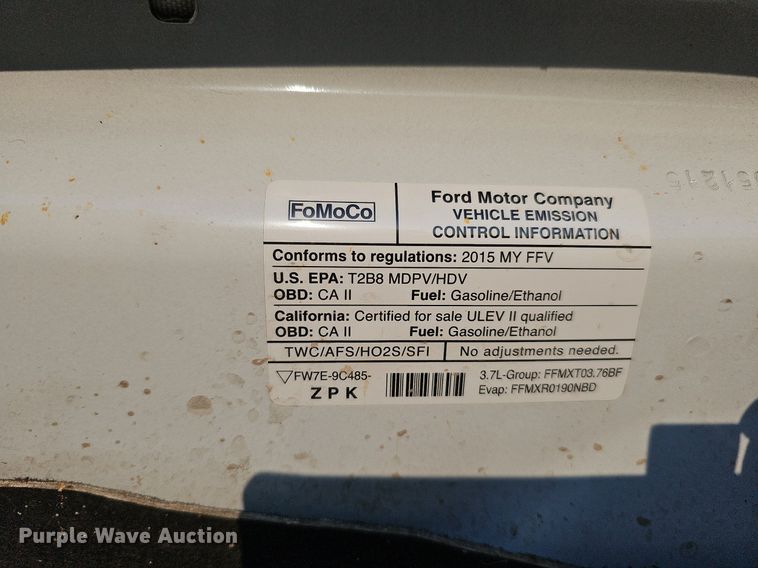 FoMoCo
Ford Motor Company
VEHICLE EMISSION
CONTROL INFORMATION
Conforms to regulations: 2015 MY FFV
U.S. EPA: T2B8 MDPV/HDV
OBD: CA II Fuel: Gasoline/Ethanol
California: Certified for sale ULEV II qualified
OBD: CA II Fuel: Gasoline/Ethanol
TWC/AFS/HO2S/SFI No adjustments needed.
FW7E-9C485-
Z P K
3.7L-Group: FFMXT03.76BF
Evap: FFMXR0190NBD
Purple Wave Auction